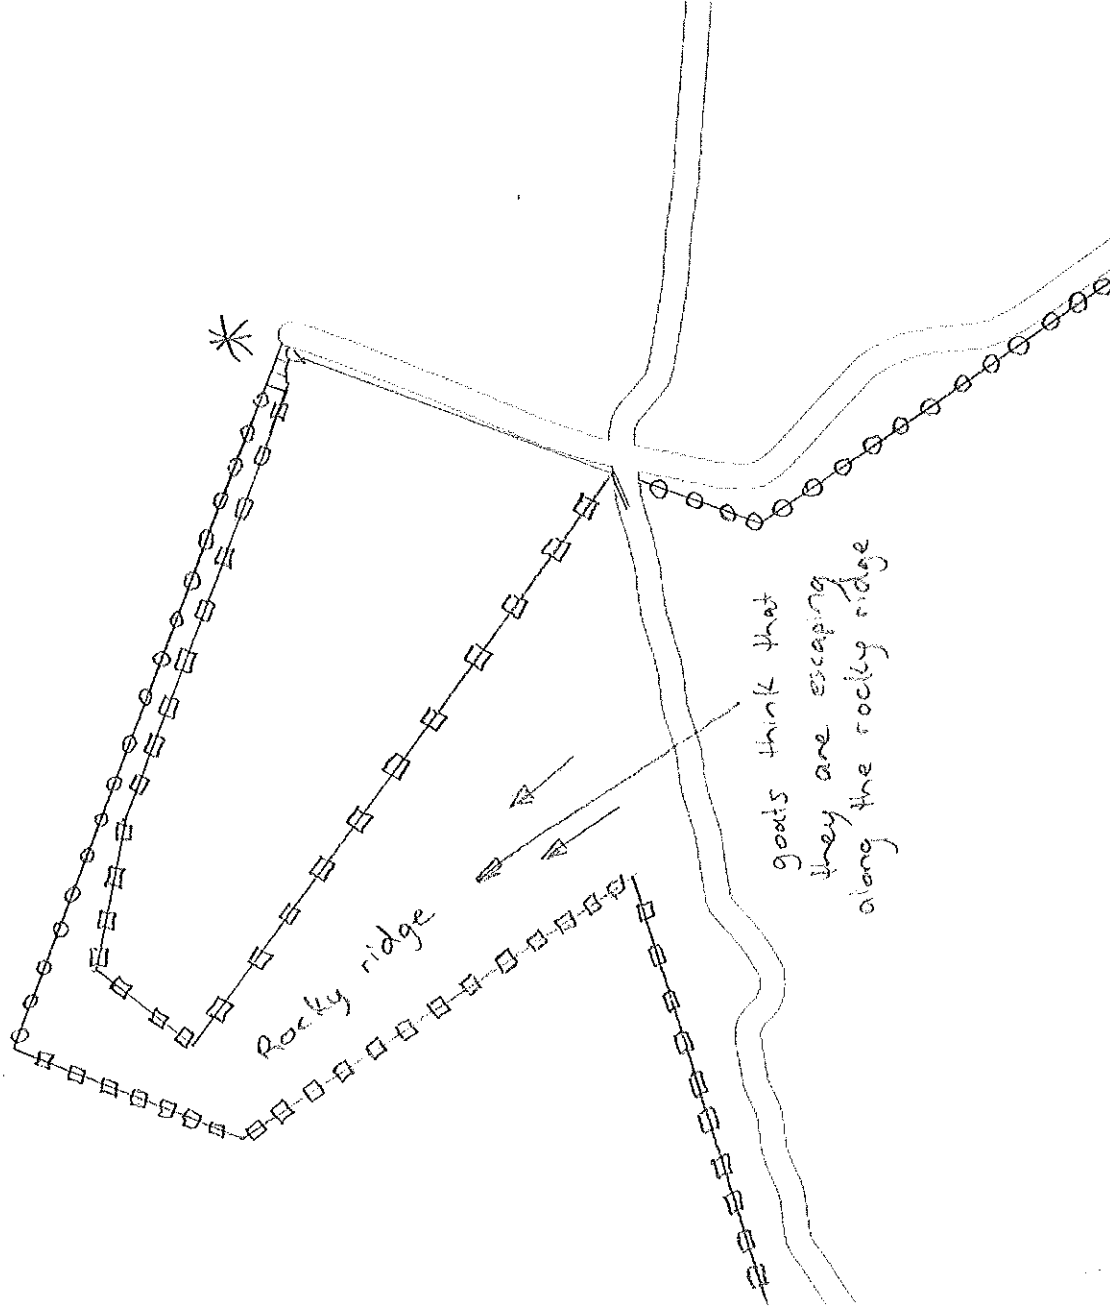 goats think that
they are escaping
along the rocky ridge
Rocky ridge